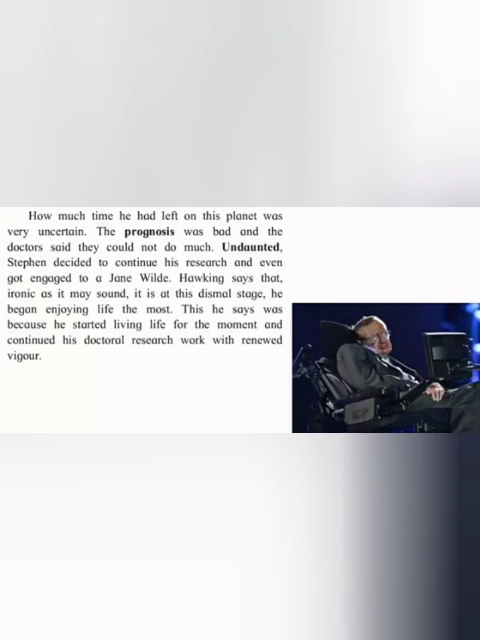 How much time he had left on this planet was
very uncertain. The prognosis was bad and the
doctors said they could not do much. Undaunted,
Stephen decided to continue his research and even
got engaged to a Jane Wilde. Hawking says that,
ironic as it may sound, it is at this dismal stage, he
began enjoying life the most. This he says was
because he started living life for the moment and
continued his doctoral research work with renewed
vigour.